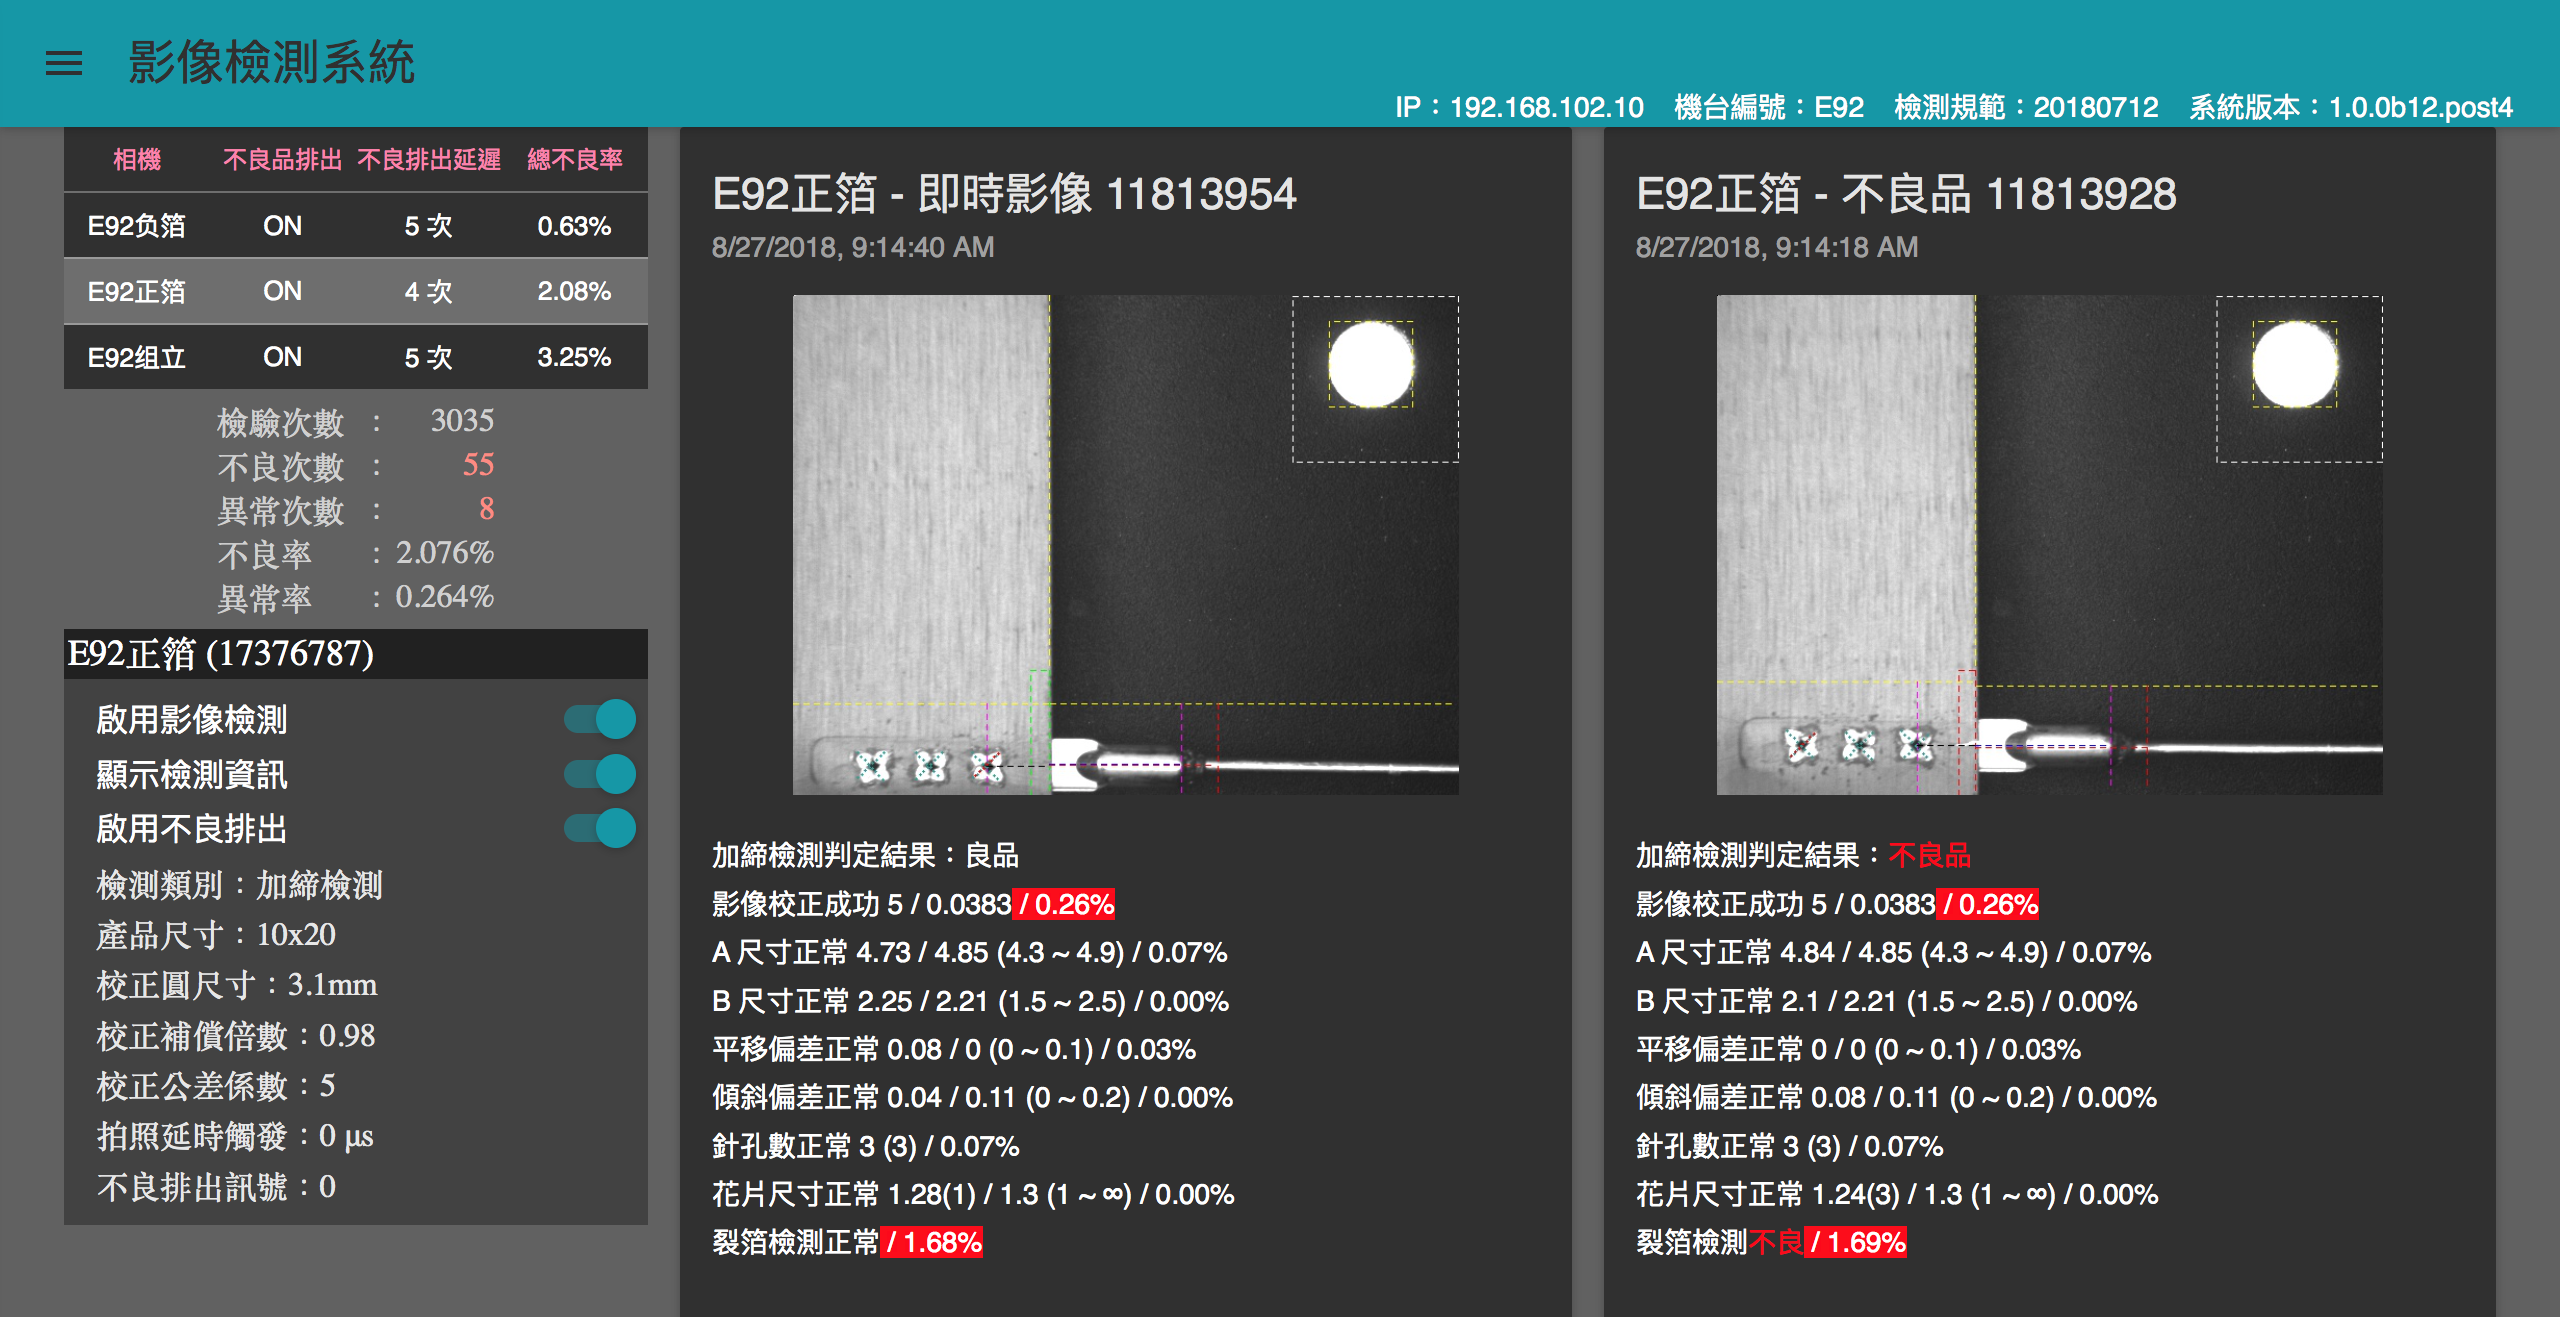 影像檢測系統
IP：192.168.102.10 機台編號：E92 檢測規範：20180712 系統版本：1.0.0b12.post4
相機 不良品排出 不良排出延遲 總不良率
E92负箔 ON 5 次 0.63%
E92正箔 ON 4 次 2.08%
E92组立 ON 5 次 3.25%
檢驗次數 : 3035
不良次數 : 55
異常次數 : 8
不良率 : 2.076%
異常率 : 0.264%
E92正箔 (17376787)
啟用影像檢測
顯示檢測資訊
啟用不良排出
檢測類別：加締檢測
產品尺寸：10x20
校正圓尺寸：3.1mm
校正補償倍數：0.98
校正公差係數：5
拍照延時觸發：0 µs
不良排出訊號：0
E92正箔 - 即時影像 11813954
8/27/2018, 9:14:40 AM
加締檢測判定結果：良品
影像校正成功 5 / 0.0383 / 0.26%
A 尺寸正常 4.73 / 4.85 (4.3 ~ 4.9) / 0.07%
B 尺寸正常 2.25 / 2.21 (1.5 ~ 2.5) / 0.00%
平移偏差正常 0.08 / 0 (0 ~ 0.1) / 0.03%
傾斜偏差正常 0.04 / 0.11 (0 ~ 0.2) / 0.00%
針孔數正常 3 (3) / 0.07%
花片尺寸正常 1.28(1) / 1.3 (1 ~ ∞) / 0.00%
裂箔檢測正常 / 1.68%
E92正箔 - 不良品 11813928
8/27/2018, 9:14:18 AM
加締檢測判定結果：不良品
影像校正成功 5 / 0.0383 / 0.26%
A 尺寸正常 4.84 / 4.85 (4.3 ~ 4.9) / 0.07%
B 尺寸正常 2.1 / 2.21 (1.5 ~ 2.5) / 0.00%
平移偏差正常 0 / 0 (0 ~ 0.1) / 0.03%
傾斜偏差正常 0.08 / 0.11 (0 ~ 0.2) / 0.00%
針孔數正常 3 (3) / 0.07%
花片尺寸正常 1.24(3) / 1.3 (1 ~ ∞) / 0.00%
裂箔檢測不良 / 1.69%